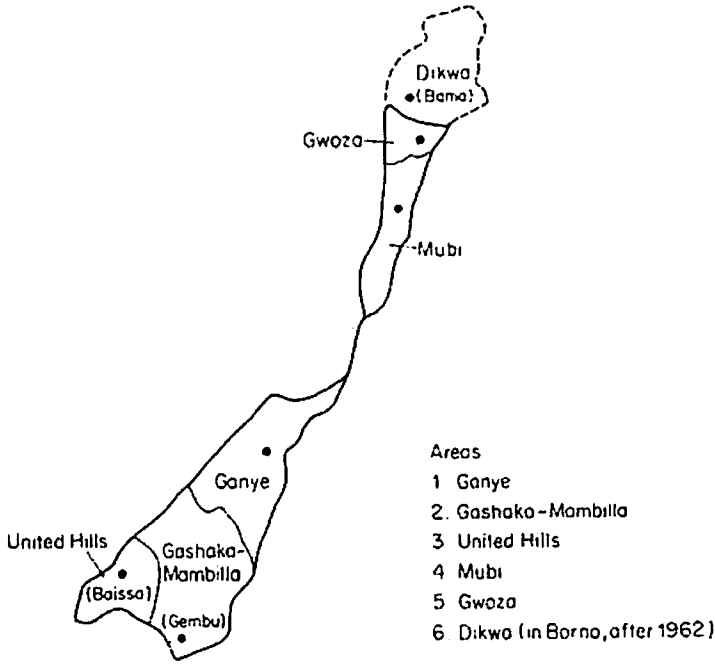 Dikwa
(Bama)
Gwoza
Mubi
Ganye
United Hills
Gashaka-
Mambilla
(Baissa)
(Gembu)
Areas
1 Ganye
2. Gashaka-Mambilla
3 United Hills
4 Mubi
5 Gwoza
6. Dikwa (in Borno, after 1962)